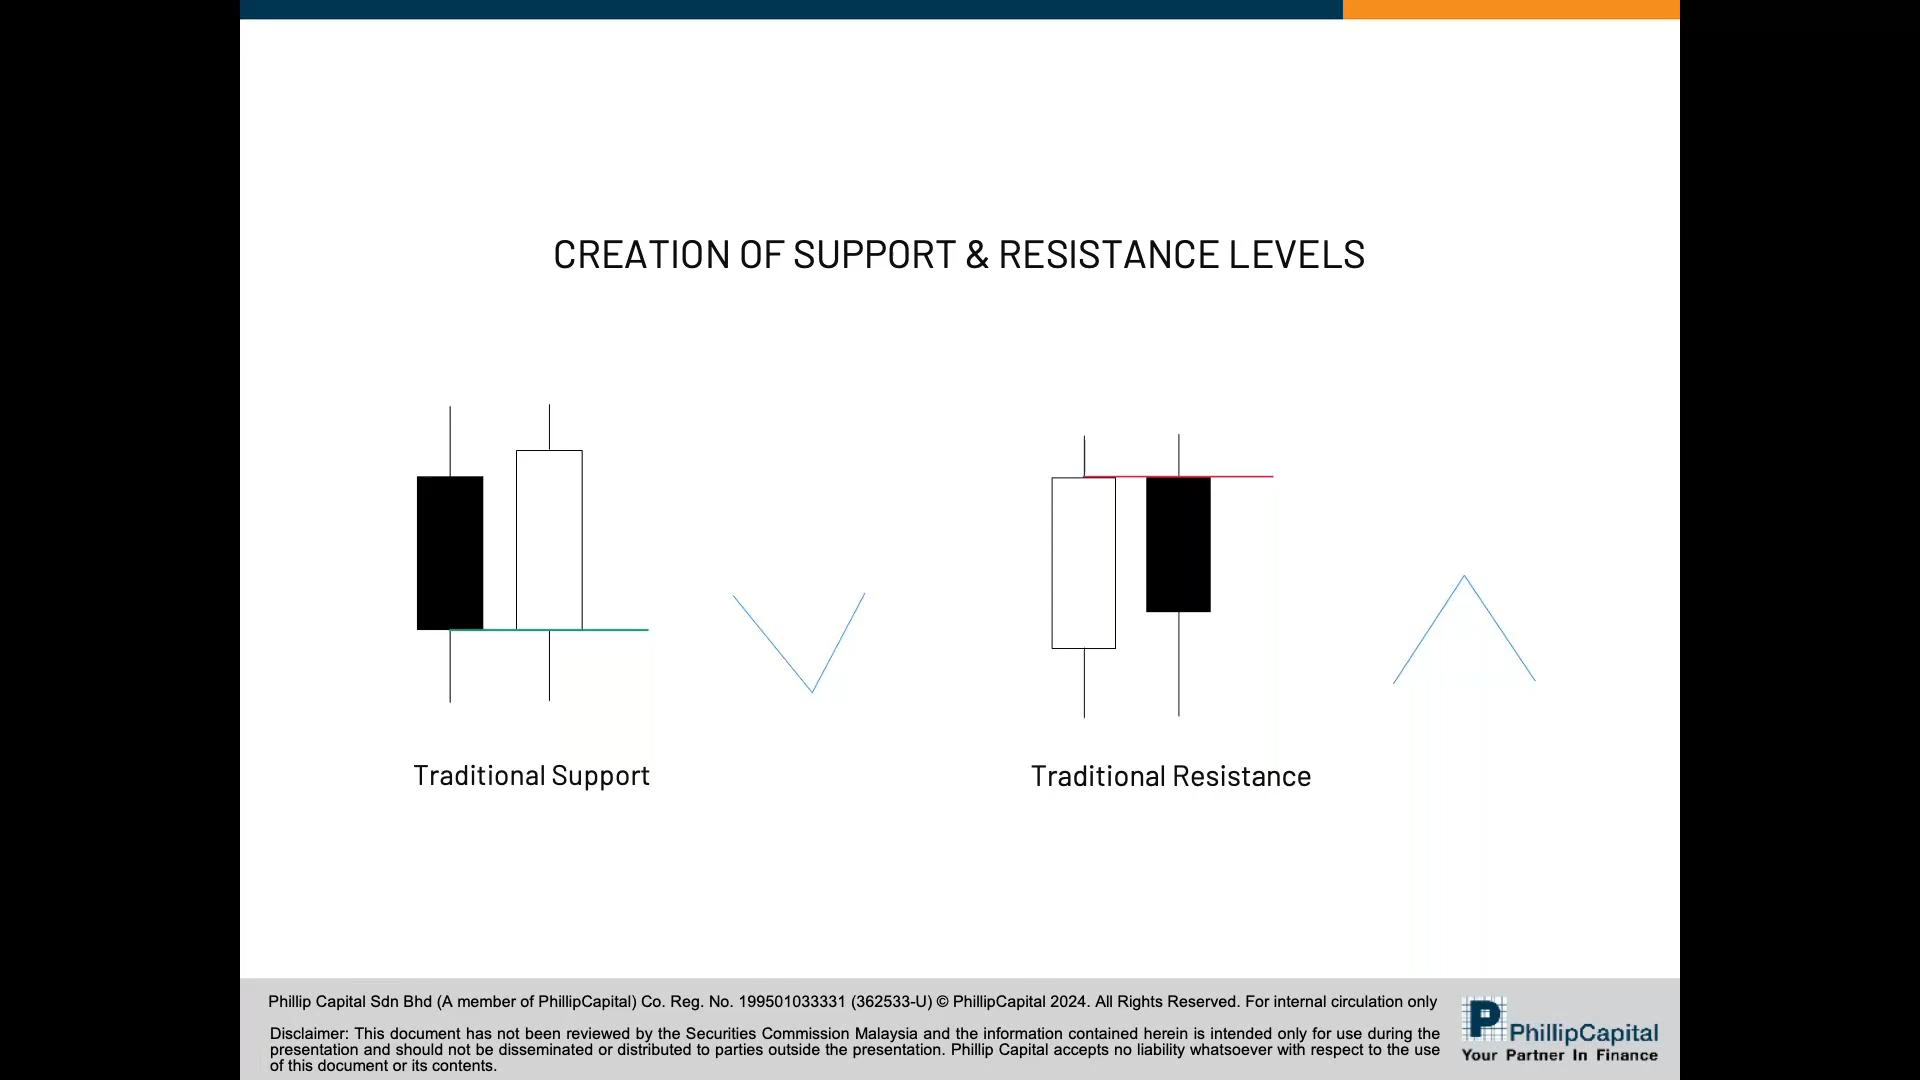 CREATION OF SUPPORT & RESISTANCE LEVELS
Traditional Support
Traditional Resistance
Phillip Capital Sdn Bhd (A member of PhillipCapital) Co. Reg. No. 199501033331 (362533-U) © PhillipCapital 2024. All Rights Reserved. For internal circulation only
Disclaimer: This document has not been reviewed by the Securities Commission Malaysia and the information contained herein is intended only for use during the
presentation and should not be disseminated or distributed to parties outside the presentation. Phillip Capital accepts no liability whatsoever with respect to the use
of this document or its contents.
P
PhillipCapital
Your Partner In Finance